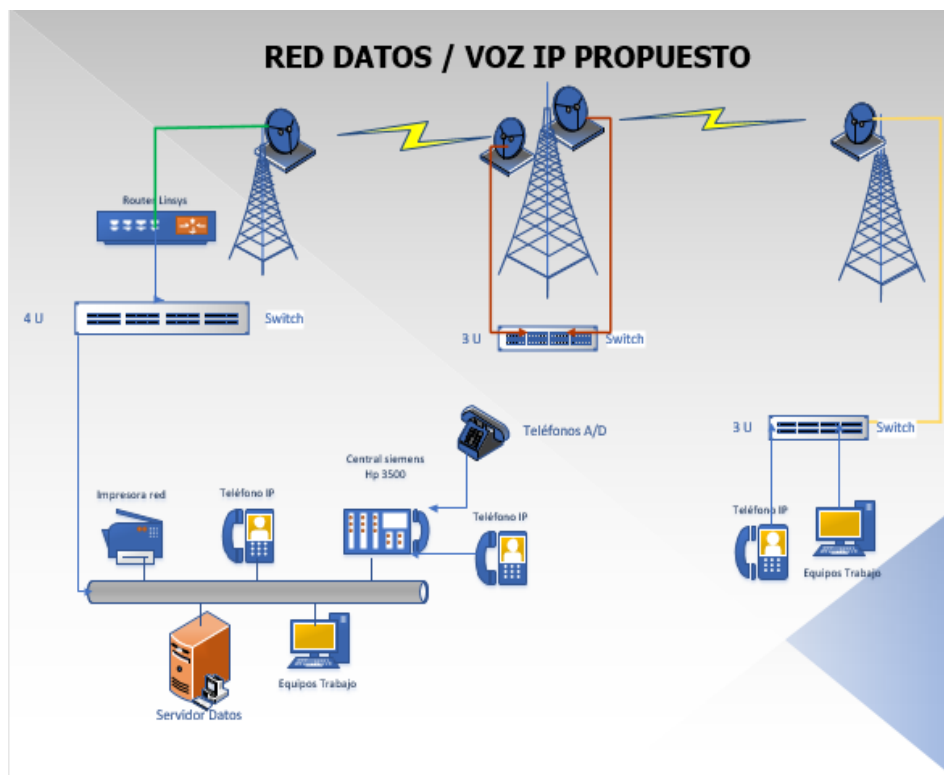 RED DATOS / VOZ IP PROPUESTO
Router Linsys
4 U
Switch
3 U
Switch
Teléfonos A/D
3 U
Switch
Central siemens
Hp 3500
Impresora red
Teléfono IP
Teléfono IP
Teléfono IP
Equipos Trabajo
Equipos Trabajo
Servidor Datos